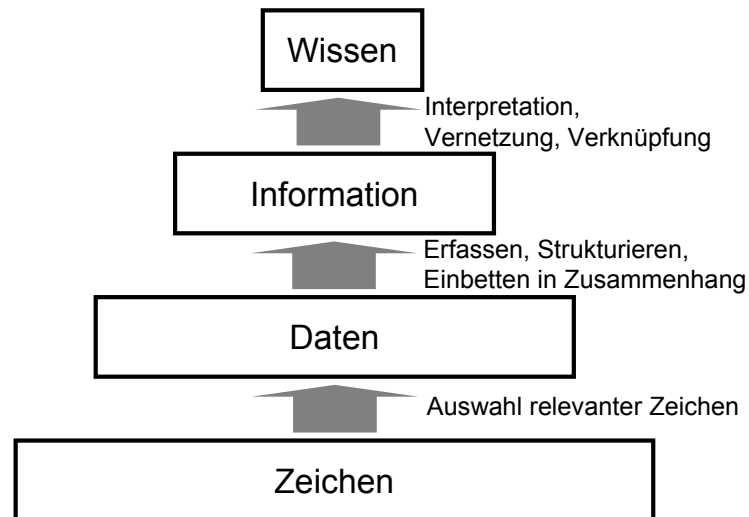 Wissen
Interpretation,
Vernetzung, Verknüpfung
Information
Erfassen, Strukturieren,
Einbetten in Zusammenhang
Daten
Auswahl relevanter Zeichen
Zeichen